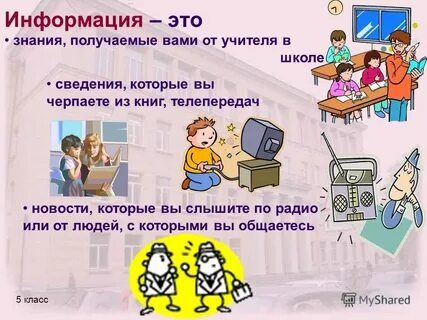 Информация – это
• знания, получаемые вами от учителя в
школе
• сведения, которые вы
черпаете из книг, телепередач
• новости, которые вы слышите по радио
или от людей, с которыми вы общаетесь
5 класс
MyShared